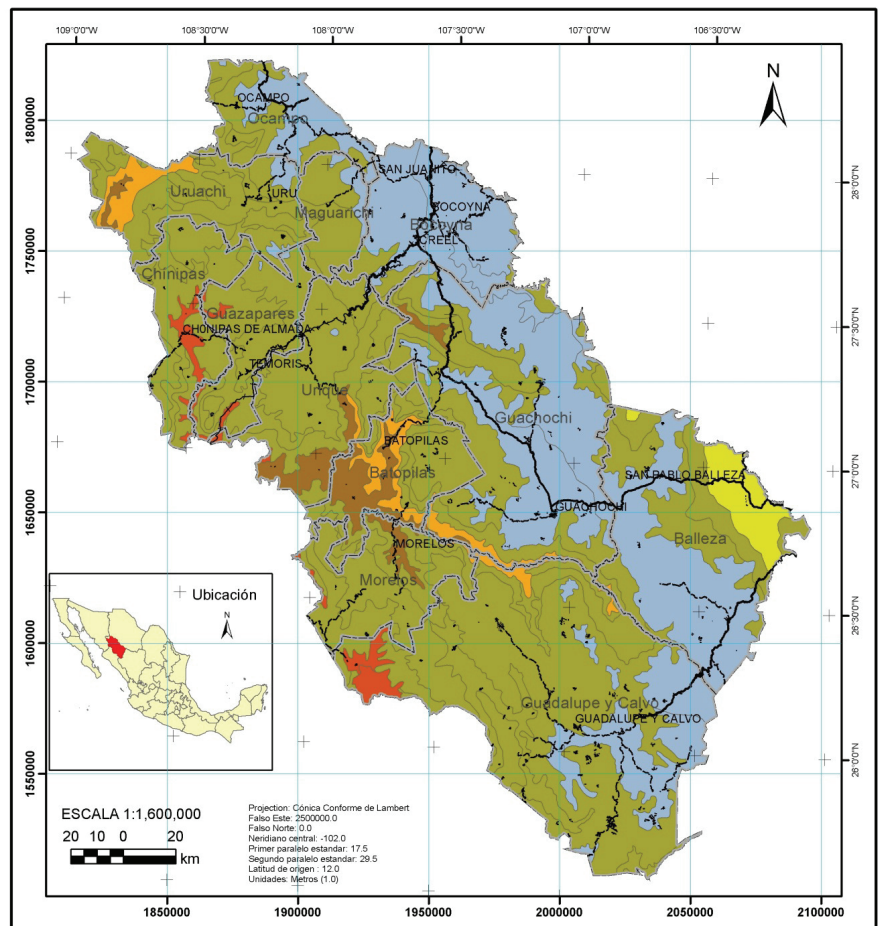 109°0'0"W
108°30'0"W
108°0'0"W
107°30'0"W
107°0'0"W
106°30'0"W
N
1800000
1750000
1700000
1650000
1600000
1550000
28°0'0"N
27°30'0"N
27°0'0"N
26°30'0"N
26°0'0"N
OCAMPO
Ocampo
SAN JUANITO
Uruachi
URU
Maguarichi
BOCOYNA
Bocoyna
CREEL
Chínipas
Guazapares
CH0NIPAS DE ALMADA
TEMORIS
Urique
Guachochi
BATOPILAS
Batopilas
SAN PABLO BALLEZA
GUACHOCHI
Balleza
MORELOS
Morelos
Guadalupe y Calvo
GUADALUPE Y CALVO
Ubicación
N
ESCALA 1:1,600,000
20 10 0 20
km
Projection: Cónica Conforme de Lambert
Falso Este: 2500000.0
Falso Norte: 0.0
Neridiano central: -102.0
Primer paralelo estandar: 17.5
Segundo paralelo estandar: 29.5
Latitud de origen : 12.0
Unidades: Metros (1.0)
1850000
1900000
1950000
2000000
2050000
2100000